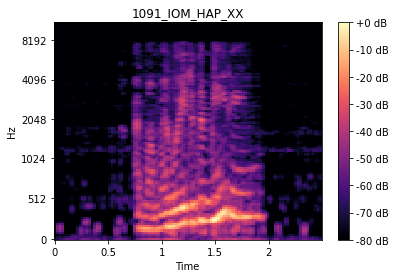 1091_IOM_HAP_XX
+0 dB
8192
-10 dB
4096
-20 dB
-30 dB
2048
Hz
-40 dB
1024
-50 dB
512
-60 dB
-70 dB
0
-80 dB
0
0.5
1
1.5
2
Time